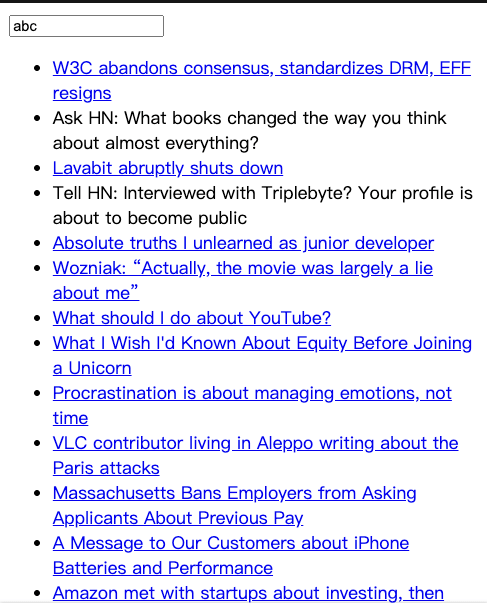 abc
W3C abandons consensus, standardizes DRM, EFF
resigns
Ask HN: What books changed the way you think
about almost everything?
Lavabit abruptly shuts down
Tell HN: Interviewed with Triplebyte? Your profile is
about to become public
Absolute truths I unlearned as junior developer
Wozniak: “Actually, the movie was largely a lie
about me”
What should I do about YouTube?
What I Wish I'd Known About Equity Before Joining
a Unicorn
Procrastination is about managing emotions, not
time
VLC contributor living in Aleppo writing about the
Paris attacks
Massachusetts Bans Employers from Asking
Applicants About Previous Pay
A Message to Our Customers about iPhone
Batteries and Performance
Amazon met with startups about investing, then